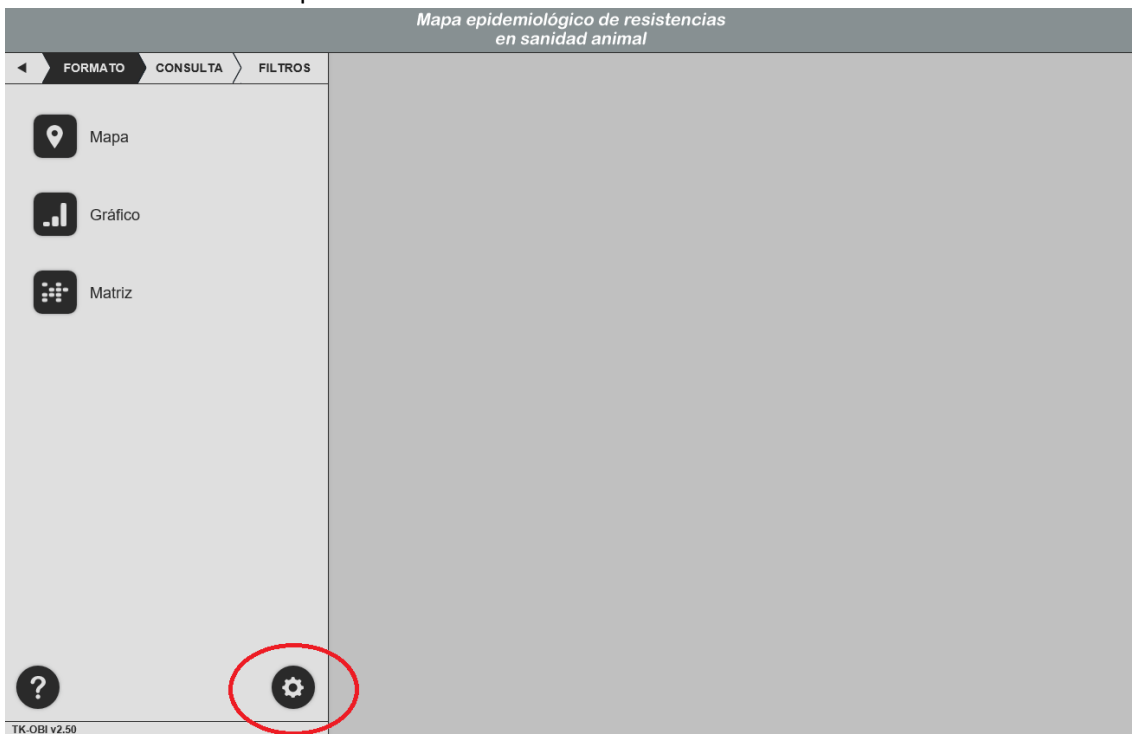 Mapa epidemiológico de resistencias
en sanidad animal
FORMATO CONSULTA FILTROS
Mapa
Gráfico
Matriz
?
TK-OBI v2.50